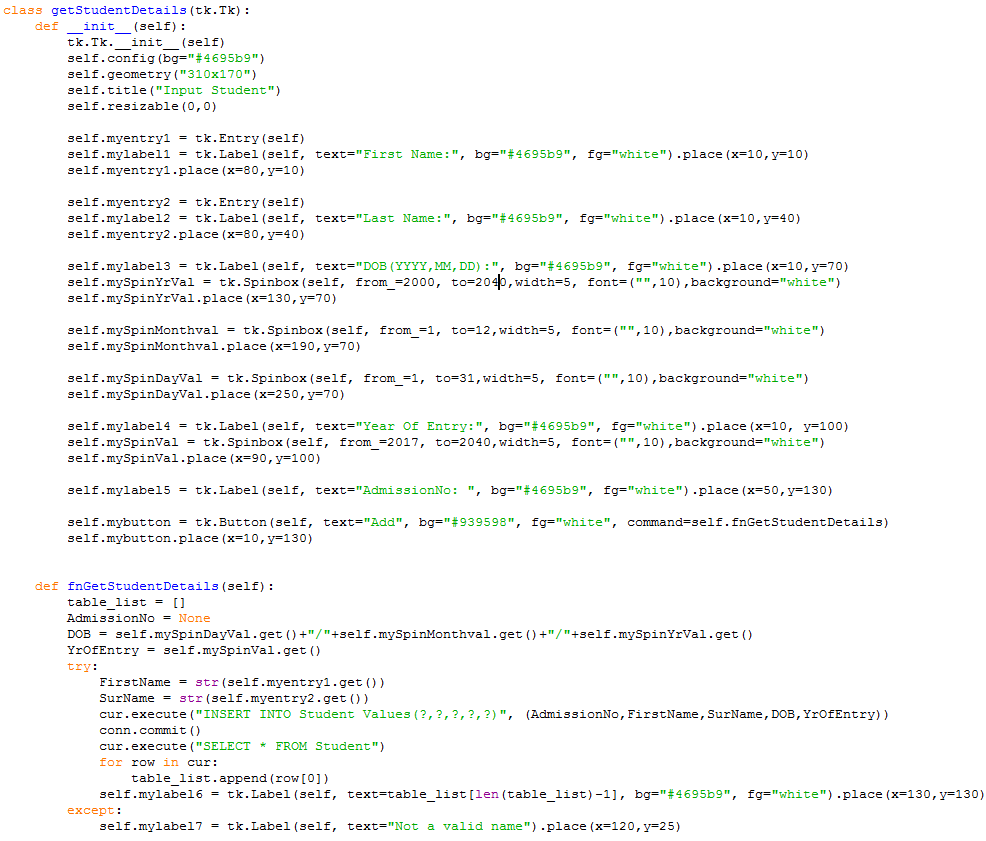 class getStudentDetails(tk.Tk):
    def __init__(self):
        tk.Tk.__init__(self)
        self.config(bg="#4695b9")
        self.geometry("310x170")
        self.title("Input Student")
        self.resizable(0,0)

        self.myentry1 = tk.Entry(self)
        self.mylabel1 = tk.Label(self, text="First Name:", bg="#4695b9", fg="white").place(x=10,y=10)
        self.myentry1.place(x=80,y=10)

        self.myentry2 = tk.Entry(self)
        self.mylabel2 = tk.Label(self, text="Last Name:", bg="#4695b9", fg="white").place(x=10,y=40)
        self.myentry2.place(x=80,y=40)

        self.mylabel3 = tk.Label(self, text="DOB(YYYY,MM,DD):", bg="#4695b9", fg="white").place(x=10,y=70)
        self.mySpinYrVal = tk.Spinbox(self, from_=2000, to=2040,width=5, font=("",10),background="white")
        self.mySpinYrVal.place(x=130,y=70)

        self.mySpinMonthval = tk.Spinbox(self, from_=1, to=12,width=5, font=("",10),background="white")
        self.mySpinMonthval.place(x=190,y=70)

        self.mySpinDayVal = tk.Spinbox(self, from_=1, to=31,width=5, font=("",10),background="white")
        self.mySpinDayVal.place(x=250,y=70)

        self.mylabel4 = tk.Label(self, text="Year Of Entry:", bg="#4695b9", fg="white").place(x=10, y=100)
        self.mySpinVal = tk.Spinbox(self, from_=2017, to=2040,width=5, font=("",10),background="white")
        self.mySpinVal.place(x=90,y=100)

        self.mylabel5 = tk.Label(self, text="AdmissionNo: ", bg="#4695b9", fg="white").place(x=50,y=130)

        self.mybutton = tk.Button(self, text="Add", bg="#939598", fg="white", command=self.fnGetStudentDetails)
        self.mybutton.place(x=10,y=130)


    def fnGetStudentDetails(self):
        table_list = []
        AdmissionNo = None
        DOB = self.mySpinDayVal.get()+"/"+self.mySpinMonthval.get()+"/"+self.mySpinYrVal.get()
        YrOfEntry = self.mySpinVal.get()
        try:
            FirstName = str(self.myentry1.get())
            SurName = str(self.myentry2.get())
            cur.execute("INSERT INTO Student Values(?,?,?,?,?)", (AdmissionNo,FirstName,SurName,DOB,YrOfEntry))
            conn.commit()
            cur.execute("SELECT * FROM Student")
            for row in cur:
                table_list.append(row[0])
            self.mylabel6 = tk.Label(self, text=table_list[len(table_list)-1], bg="#4695b9", fg="white").place(x=130,y=130)
        except:
            self.mylabel7 = tk.Label(self, text="Not a valid name").place(x=120,y=25)